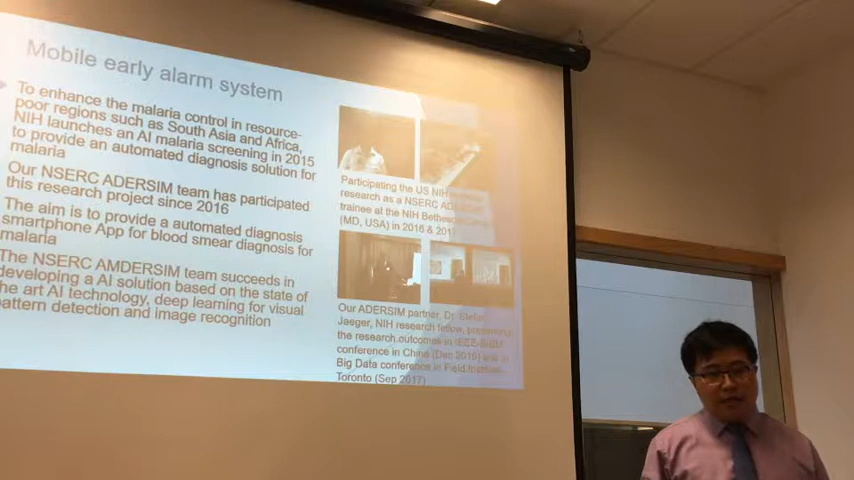 Mobile early alarm system
To enhance the malaria control in resource-
poor regions such as South Asia and Africa,
NIH launches an AI malaria screening in 2015
to provide an automated diagnosis solution for
malaria
Our NSERC ADERSIM team has participated
this research project since 2016
The aim is to provide a automated
smartphone App for blood smear diagnosis for
malaria
The NSERC AMDERSIM team succeeds in
developing a AI solution based on the state of
the art AI technology, deep learning for visual
pattern detection and image recognition
Participating the US NIH
research as a NSERC
trainee at the NIH
(MD, USA) in 2016 & 2017
Our ADERSIM partner, Dr. Stefan
Jaeger, NIH research fellow, presenting
the research outcomes in IEEE
conference in China (Dec 2016) and in
Big Data conference in Field Institute
Toronto (Sep 2017)